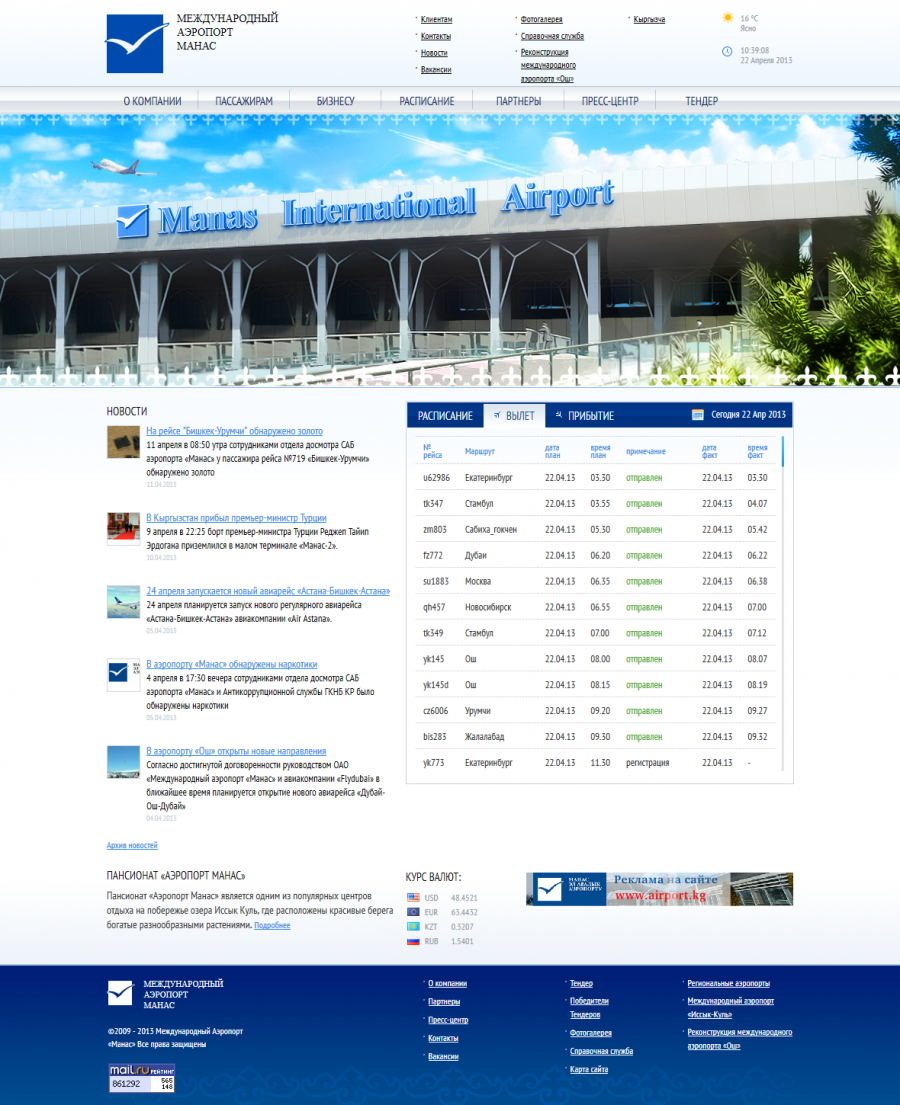 МЕЖДУНАРОДНЫЙ
АЭРОПОРТ
МАНАС
Клиентам
Контакты
Новости
Вакансии
Фотогалерея
Справочная служба
Реконструкция
международного
аэропорта «Ош»
Кыргызча
16 °C
Ясно
10:39:08
22 Апреля 2013
О КОМПАНИИ
ПАССАЖИРАМ
БИЗНЕСУ
РАСПИСАНИЕ
ПАРТНЕРЫ
ПРЕСС-ЦЕНТР
ТЕНДЕР
Manas International Airport
НОВОСТИ
На рейсе "Бишкек-Урумчи" обнаружено золото
11 апреля в 08:50 утра сотрудниками отдела досмотра САБ
аэропорта «Манас» у пассажира рейса №719 «Бишкек-Урумчи»
обнаружено золото
11.04.2013
В Кыргызстан прибыл премьер-министр Турции
9 апреля в 22:25 борт премьер-министра Турции Реджеп Тайип
Эрдогана приземлился в малом терминале «Манас-2».
10.04.2013
24 апреля запускается новый авиарейс «Астана-Бишкек-Астана»
24 апреля планируется запуск нового регулярного авиарейса
«Астана-Бишкек-Астана» авиакомпании «Air Astana».
05.04.2013
В аэропорту «Манас» обнаружены наркотики
4 апреля в 17:30 вечера сотрудниками отдела досмотра САБ
аэропорта «Манас» и Антикоррупционной службы ГКНБ КР было
обнаружены наркотики
05.04.2013
В аэропорту «Ош» открыты новые направления
Согласно достигнутой договоренности руководством ОАО
«Международный аэропорт «Манас» и авиакомпании «Flydubai» в
ближайшее время планируется открытие нового авиарейса «Дубай-
Ош-Дубай»
04.04.2013
Архив новостей
РАСПИСАНИЕ
ВЫЛЕТ
ПРИБЫТИЕ
Сегодня 22 Апр 2013
№ рейса Маршрут дата план время план примечание дата факт время факт
u62986 Екатеринбург 22.04.13 03.30 отправлен 22.04.13 03.30
tk347 Стамбул 22.04.13 03.55 отправлен 22.04.13 04.07
zm803 Сабиха_гокчен 22.04.13 05.30 отправлен 22.04.13 05.42
fz772 Дубаи 22.04.13 06.20 отправлен 22.04.13 06.22
su1883 Москва 22.04.13 06.35 отправлен 22.04.13 06.38
qh457 Новосибирск 22.04.13 06.55 отправлен 22.04.13 07.00
tk349 Стамбул 22.04.13 07.00 отправлен 22.04.13 07.12
yk145 Ош 22.04.13 08.00 отправлен 22.04.13 08.07
yk145d Ош 22.04.13 08.15 отправлен 22.04.13 08.19
cz6006 Урумчи 22.04.13 09.20 отправлен 22.04.13 09.27
bis283 Жалалабад 22.04.13 09.30 отправлен 22.04.13 09.32
yk773 Екатеринбург 22.04.13 11.30 регистрация 22.04.13 -
ПАНСИОНАТ «АЭРОПОРТ МАНАС»
Пансионат «Аэропорт Манас» является одним из популярных центров
отдыха на побережье озера Иссык Куль, где расположены красивые берега
богатые разнообразными растениями. Подробнее
КУРС ВАЛЮТ:
USD 48.4521
EUR 63.4432
KZT 0.3207
RUB 1.5401
МАНАС
ЭЛ АРАЛЫК
АЭРОПОРТУ
Реклама на сайте
www.airport.kg
МЕЖДУНАРОДНЫЙ
АЭРОПОРТ
МАНАС
©2009 - 2013 Международный Аэропорт
«Манас» Все права защищены
mail.ru РЕЙТИНГ
861292 565
148
О компании
Партнеры
Пресс-центр
Контакты
Вакансии
Тендер
Победители
Тендеров
Фотогалерея
Справочная служба
Карта сайта
Региональные аэропорты
Международный аэропорт
«Иссык-Куль»
Реконструкция международного
аэропорта «Ош»